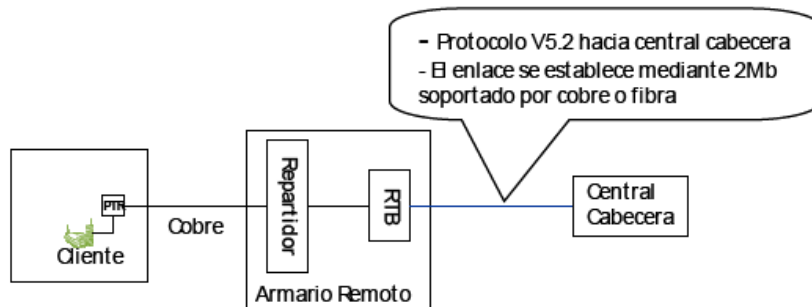 - Protocolo V5.2 hacia central cabecera
- El enlace se establece mediante 2Mb
soportado por cobre o fibra
PTR
Cliente
Cobre
Repartidor
RTB
Armario Remoto
Central
Cabecera